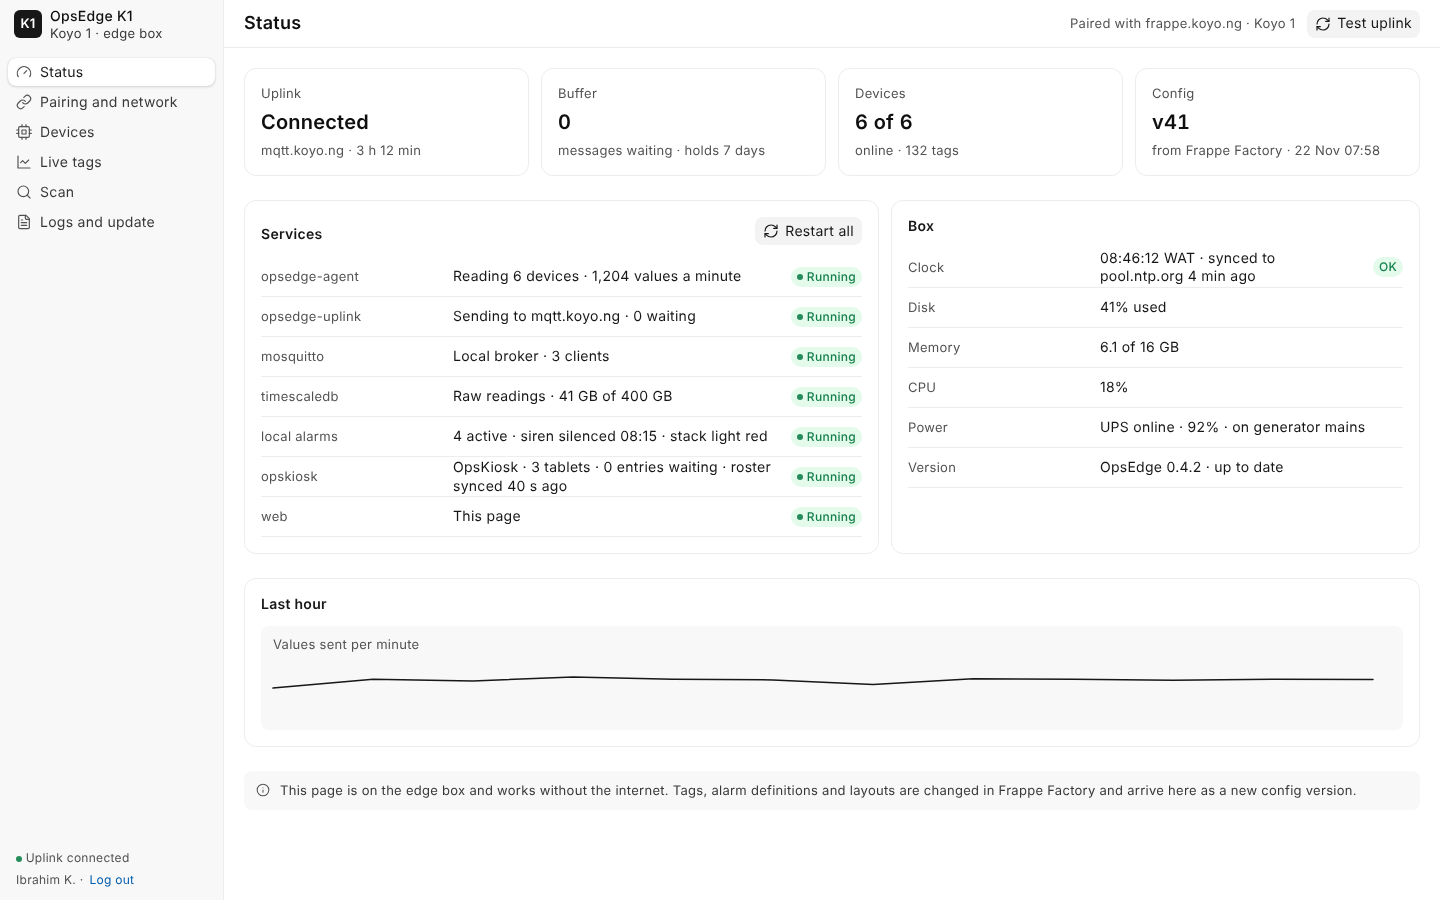 K1
OpsEdge K1
Koyo 1 · edge box
Status
Pairing and network
Devices
Live tags
Scan
Logs and update
Uplink connected
Ibrahim K. · Log out
Status
Paired with frappe.koyo.ng · Koyo 1
Test uplink
Uplink
Connected
mqtt.koyo.ng · 3 h 12 min
Buffer
0
messages waiting · holds 7 days
Devices
6 of 6
online · 132 tags
Config
v41
from Frappe Factory · 22 Nov 07:58
Services
Restart all
opsedge-agent Reading 6 devices · 1,204 values a minute Running
opsedge-uplink Sending to mqtt.koyo.ng · 0 waiting Running
mosquitto Local broker · 3 clients Running
timescaledb Raw readings · 41 GB of 400 GB Running
local alarms 4 active · siren silenced 08:15 · stack light red Running
opskiosk OpsKiosk · 3 tablets · 0 entries waiting · roster
synced 40 s ago Running
web This page Running
Box
Clock 08:46:12 WAT · synced to
pool.ntp.org 4 min ago OK
Disk 41% used
Memory 6.1 of 16 GB
CPU 18%
Power UPS online · 92% · on generator mains
Version OpsEdge 0.4.2 · up to date
Last hour
Values sent per minute
This page is on the edge box and works without the internet. Tags, alarm definitions and layouts are changed in Frappe Factory and arrive here as a new config version.